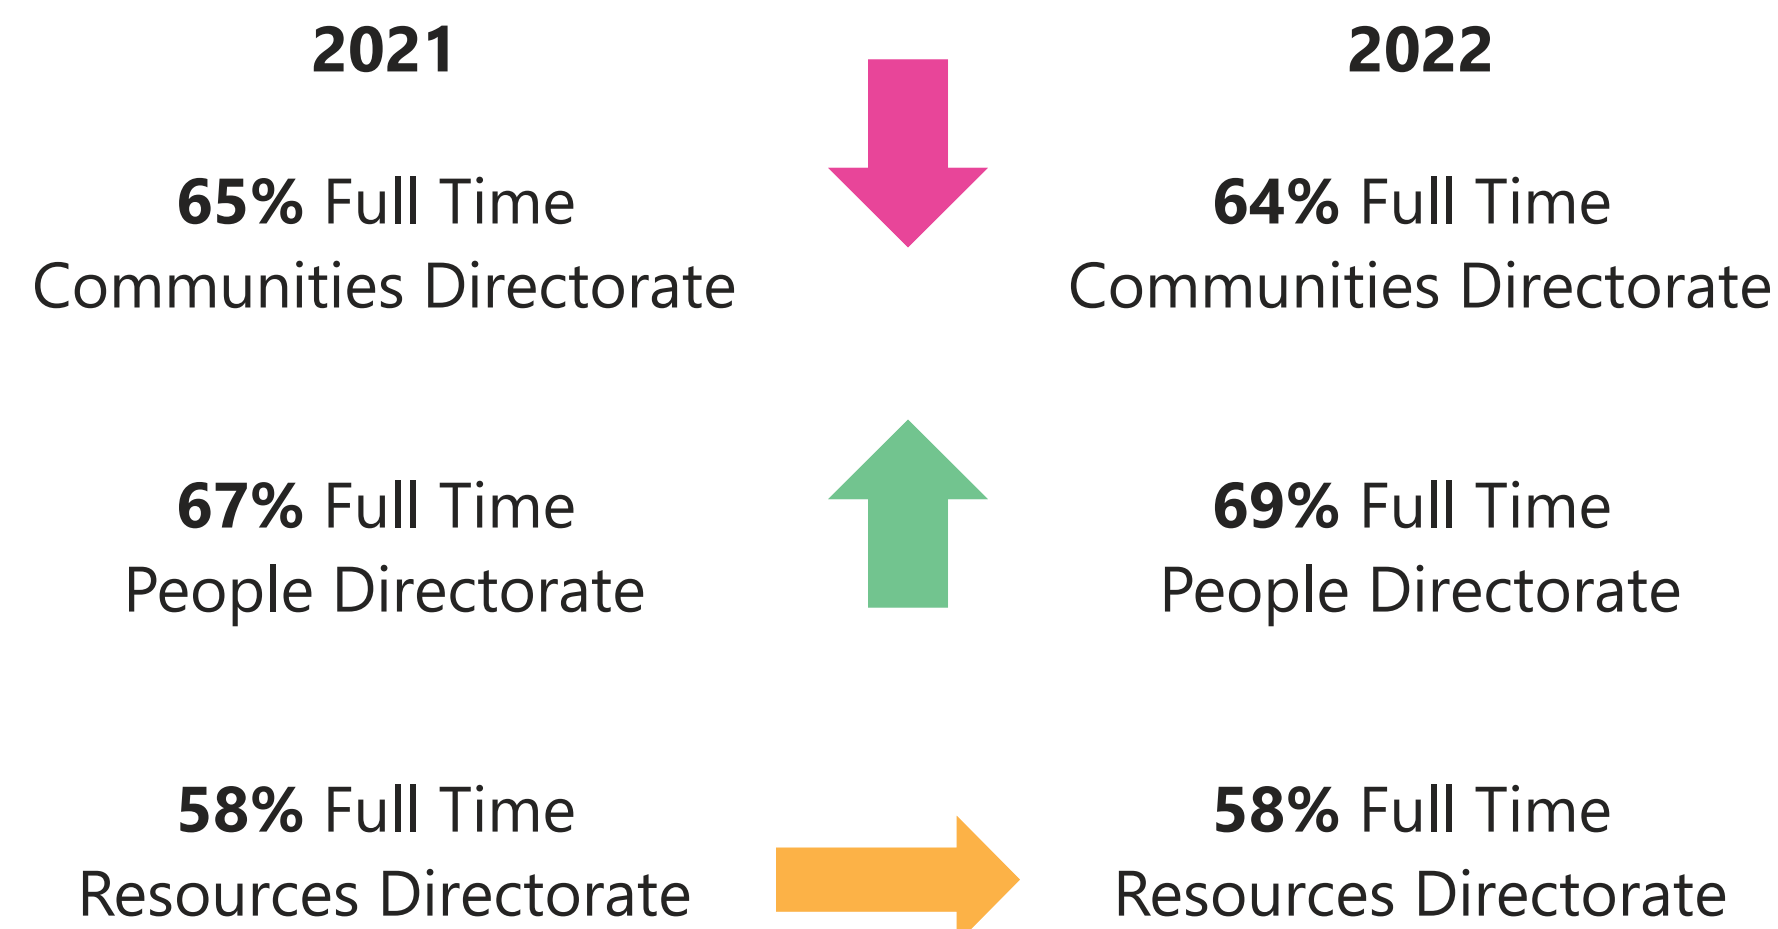 2021
2022
65% Full Time
Communities Directorate
64% Full Time
Communities Directorate
67% Full Time
People Directorate
69% Full Time
People Directorate
58% Full Time
Resources Directorate
58% Full Time
Resources Directorate